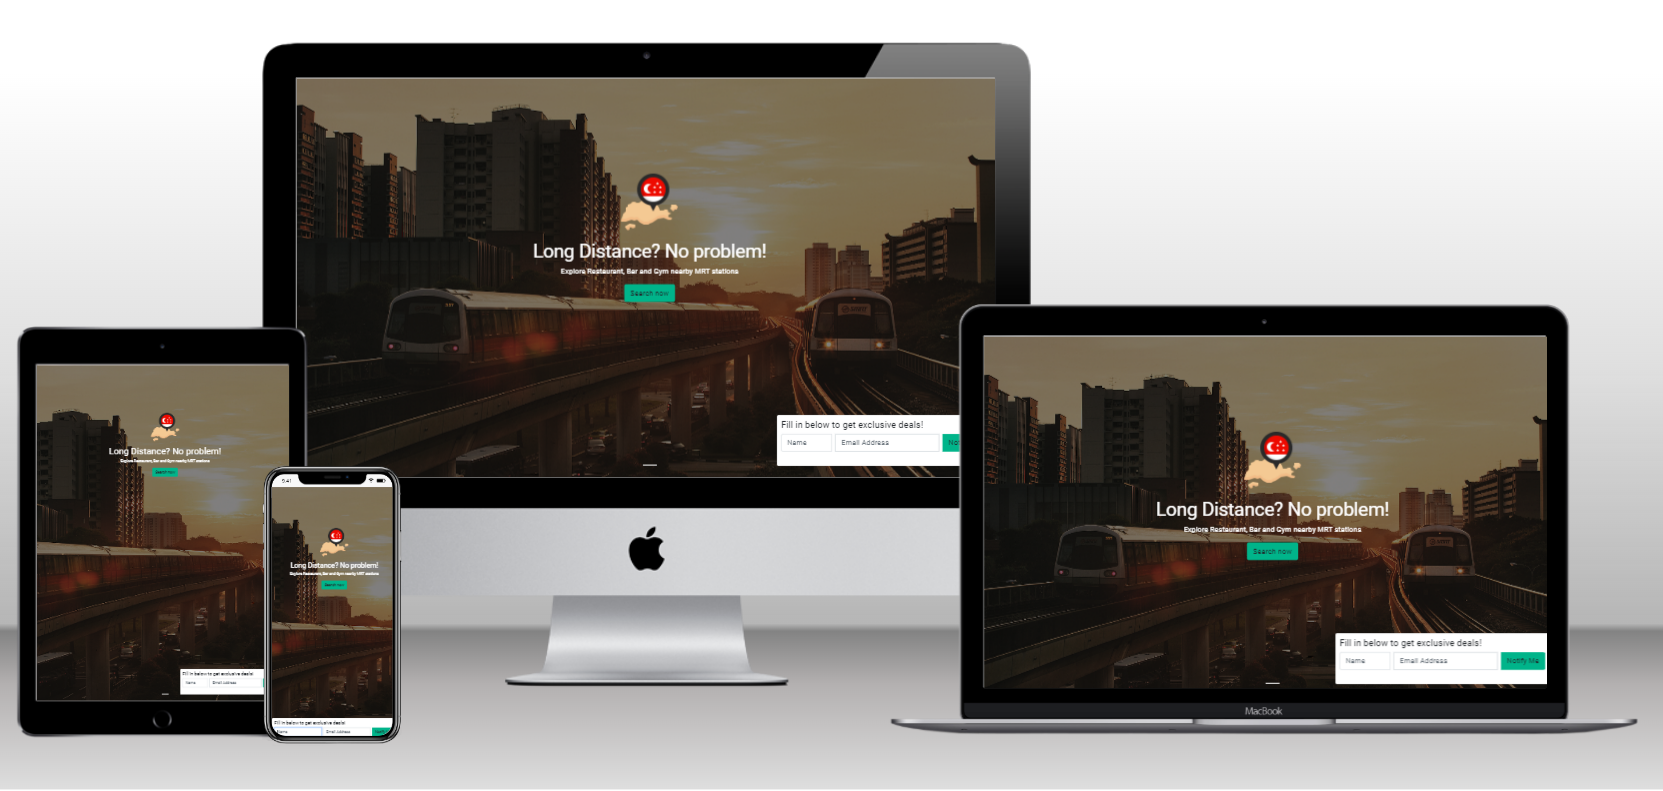 Long Distance? No problem!
Explore Restaurant, Bar and Gym nearby MRT stations
Search now
Fill in below to get exclusive deals!
Name
Email Address
Not
Long Distance? No problem!
Explore Restaurant, Bar and Gym nearby MRT stations
Search now
Fill in below to get exclusive deals!
Name
Email Address
9:41
Long Distance? No problem!
Explore Restaurant, Bar and Gym nearby MRT stations
Search now
Fill in below to get exclusive deals!
Name
Email Address
Long Distance? No problem!
Explore Restaurant, Bar and Gym nearby MRT stations
Search now
Fill in below to get exclusive deals!
Name
Email Address
Notify Me
MacBook